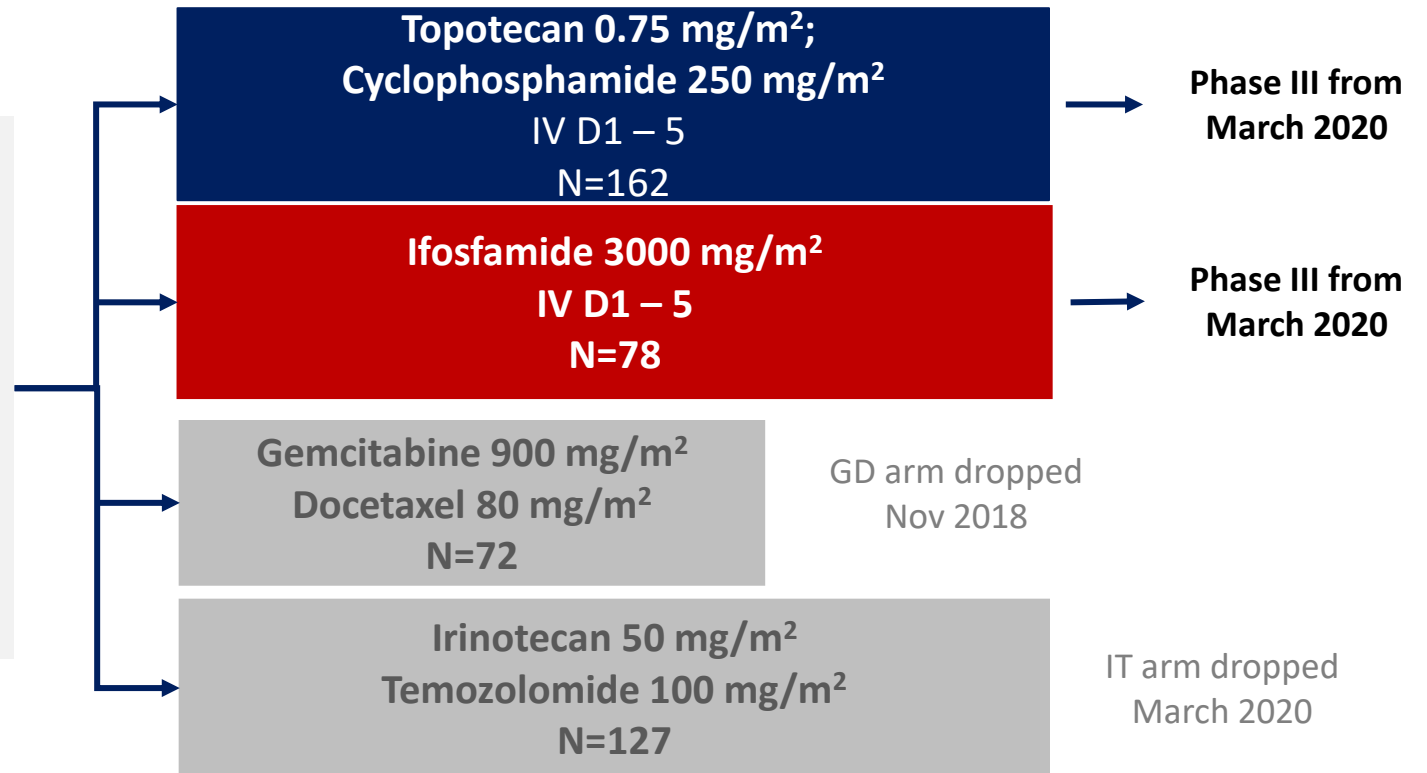 Topotecan 0.75 mg/m²;
Cyclophosphamide 250 mg/m²
IV D1 – 5
N=162
Phase III from
March 2020
Ifosfamide 3000 mg/m²
IV D1 – 5
N=78
Phase III from
March 2020
Gemcitabine 900 mg/m²
Docetaxel 80 mg/m²
N=72
GD arm dropped
Nov 2018
Irinotecan 50 mg/m²
Temozolomide 100 mg/m²
N=127
IT arm dropped
March 2020